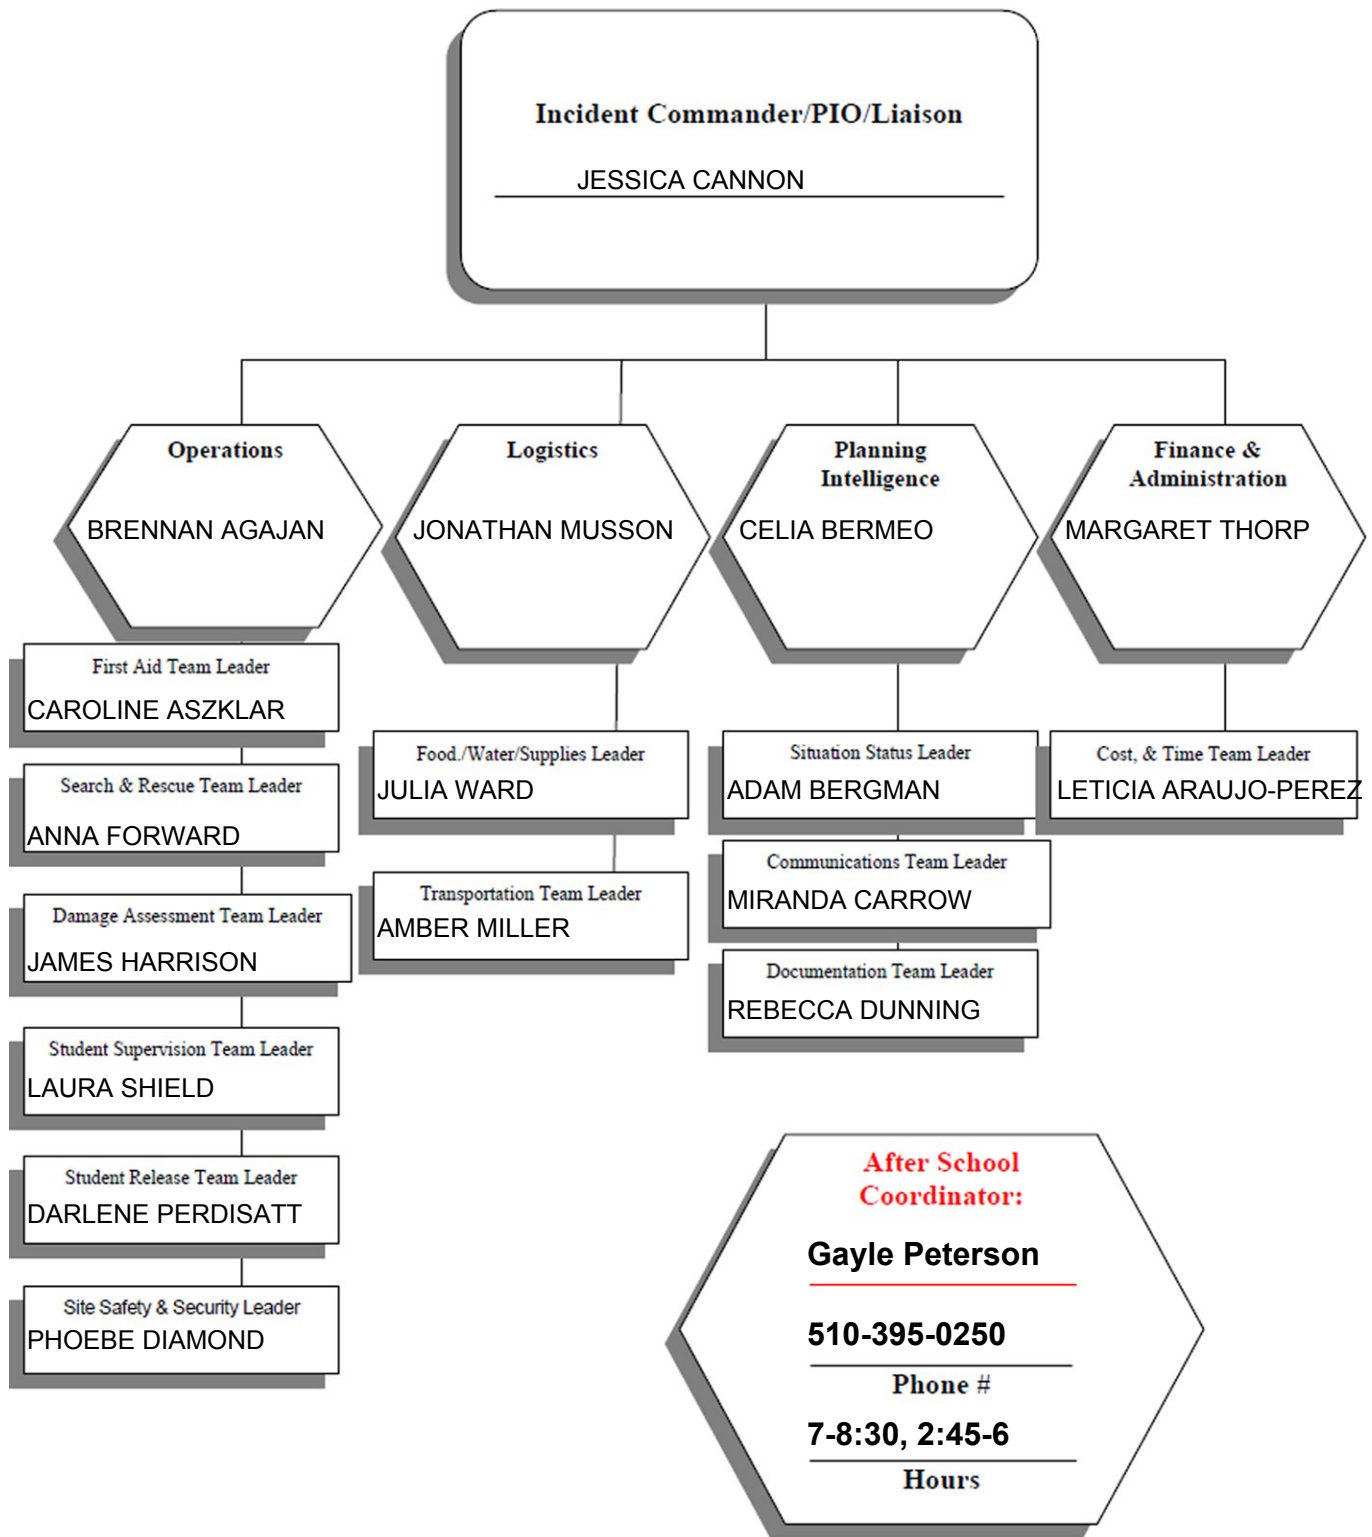 Incident Commander/PIO/Liaison
JESSICA CANNON
Operations
BRENNAN AGAJAN
First Aid Team Leader
CAROLINE ASZKLAR
Search & Rescue Team Leader
ANNA FORWARD
Damage Assessment Team Leader
JAMES HARRISON
Student Supervision Team Leader
LAURA SHIELD
Student Release Team Leader
DARLENE PERDISATT
Site Safety & Security Leader
PHOEBE DIAMOND
Logistics
JONATHAN MUSSON
Food./Water/Supplies Leader
JULIA WARD
Transportation Team Leader
AMBER MILLER
Planning
Intelligence
CELIA BERMEO
Situation Status Leader
ADAM BERGMAN
Communications Team Leader
MIRANDA CARROW
Documentation Team Leader
REBECCA DUNNING
Finance &
Administration
MARGARET THORP
Cost, & Time Team Leader
LETICIA ARAUJO-PEREZ
After School
Coordinator:
Gayle Peterson
510-395-0250
Phone #
7-8:30, 2:45-6
Hours